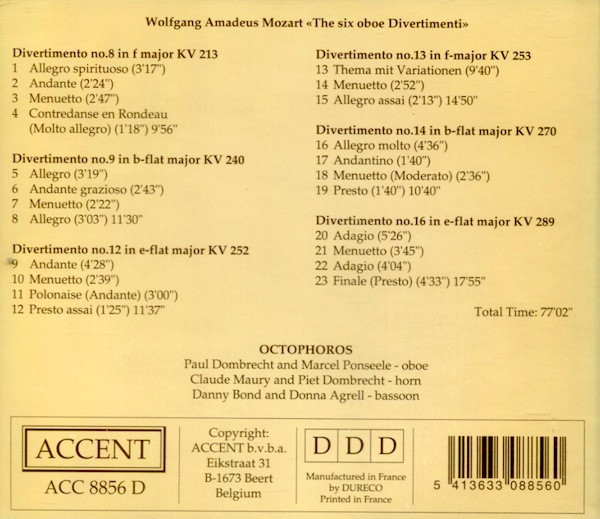 Wolfgang Amadeus Mozart «The six oboe Divertimenti»
Divertimento no.8 in f major KV 213
1 Allegro spirituoso (3'17")
2 Andante (2'24")
3 Menuetto (2'47")
4 Contredanse en Rondeau
(Molto allegro) (1'18") 9'56"
Divertimento no.9 in b-flat major KV 240
5 Allegro (3'19")
6 Andante grazioso (2'43")
7 Menuetto (2'22")
8 Allegro (3'03") 11'30"
Divertimento no.12 in e-flat major KV 252
9 Andante (4'28")
10 Menuetto (2'39")
11 Polonaise (Andante) (3'00")
12 Presto assai (1'25") 11'37"
Divertimento no.13 in f-major KV 253
13 Thema mit Variationen (9'40")
14 Menuetto (2'52")
15 Allegro assai (2'13") 14'50"
Divertimento no.14 in b-flat major KV 270
16 Allegro molto (4'36")
17 Andantino (1'40")
18 Menuetto (Moderato) (2'36")
19 Presto (1'40") 10'40"
Divertimento no.16 in e-flat major KV 289
20 Adagio (5'26")
21 Menuetto (3'45")
22 Adagio (4'04")
23 Finale (Presto) (4'33") 17'55"
Total Time: 77'02"
OCTOPHOROS
Paul Dombrecht and Marcel Ponseele - oboe
Claude Maury and Piet Dombrecht - horn
Danny Bond and Donna Agrell - bassoon
ACCENT
ACC 8856 D
Copyright:
ACCENT b.v.b.a.
Eikstraat 31
B-1673 Beert
Belgium
D D D
Manufactured in France
by DURECO
Printed in France
5 413633 088560